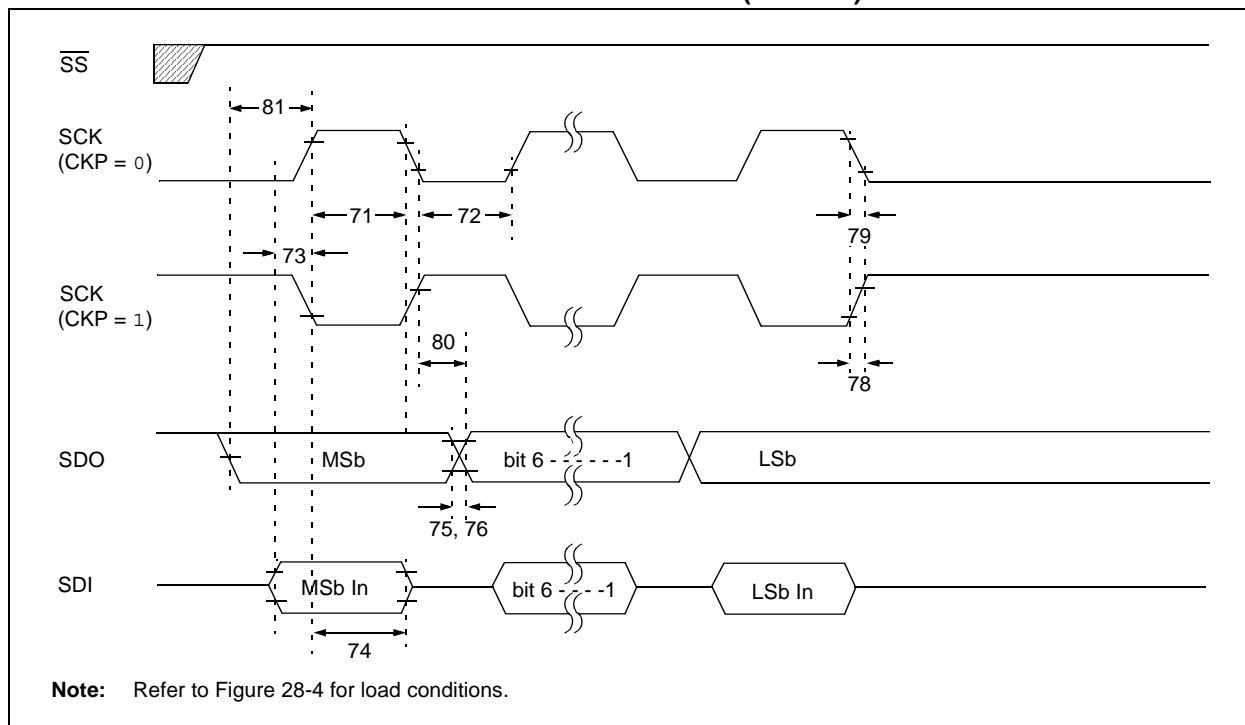 SS
81
SCK
(CKP = 0)
71
72
79
73
SCK
(CKP = 1)
80
78
SDO
MSb
bit 6 - - - - - - -1
LSb
75, 76
SDI
MSb In
bit 6 - - - - -1
LSb In
74
Note: Refer to Figure 28-4 for load conditions.